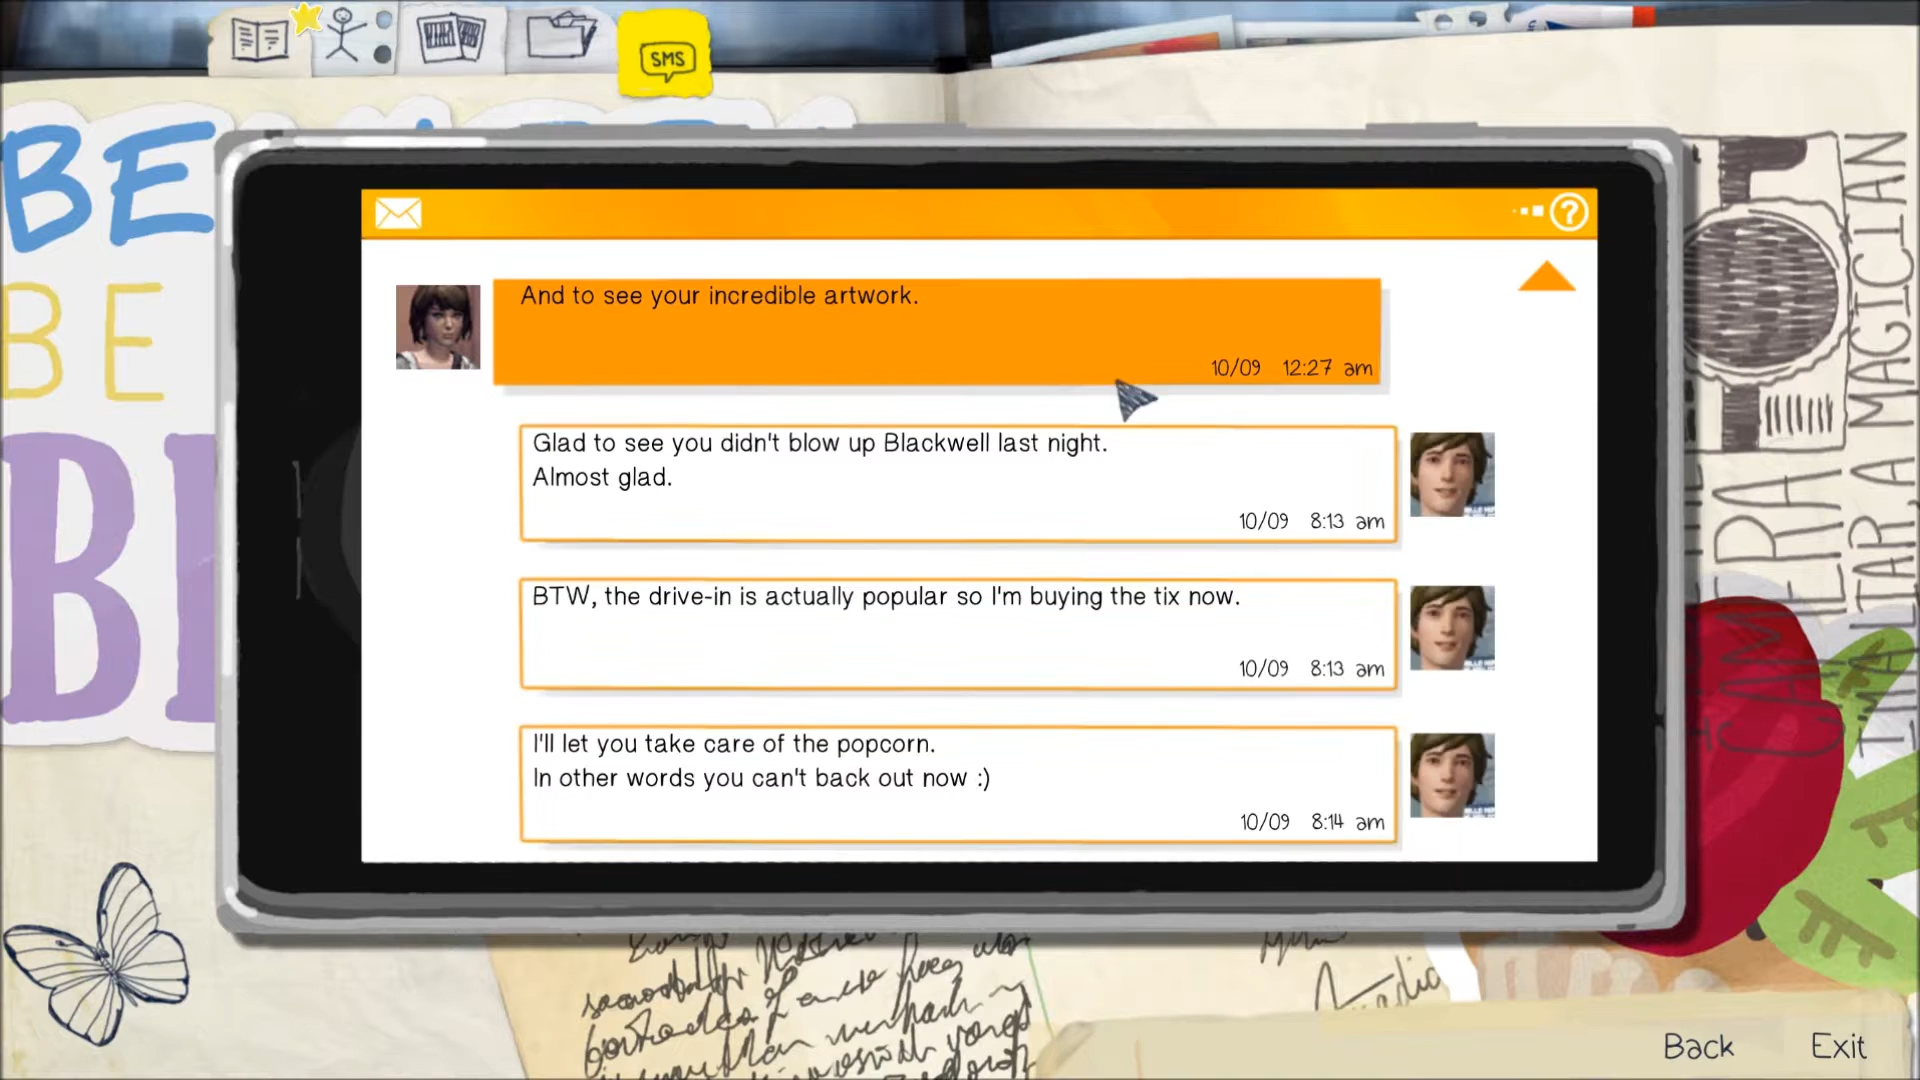 SMS
BE
BE
And to see your incredible artwork.
10/09 12:27 am
Glad to see you didn't blow up Blackwell last night.
Almost glad.
10/09 8:13 am
BTW, the drive-in is actually popular so I'm buying the tix now.
10/09 8:13 am
I'll let you take care of the popcorn.
In other words you can't back out now :)
10/09 8:14 am
CAMERA
LIAR, A MAGICIAN
Back
Exit